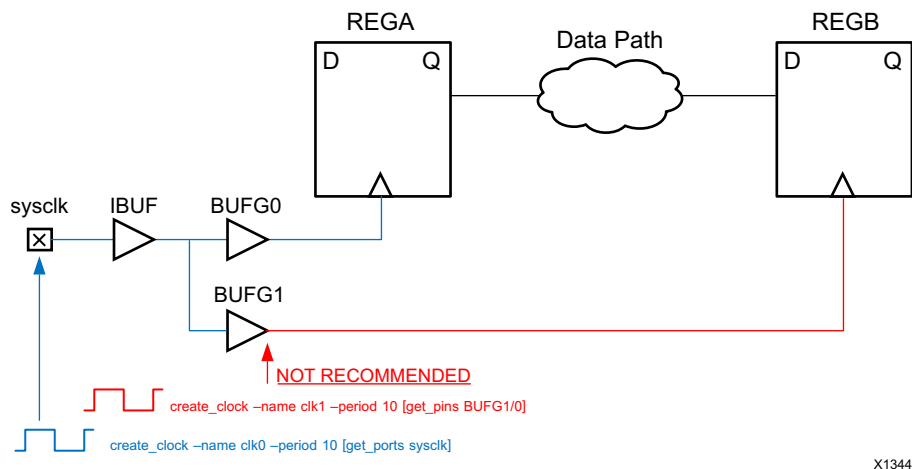 REGA
REGB
Data Path
D
Q
D
Q
sysclk
IBUF
BUFG0
BUFG1
NOT RECOMMENDED
create_clock –name clk1 –period 10 [get_pins BUFG1/0]
create_clock –name clk0 –period 10 [get_ports sysclk]
X1344